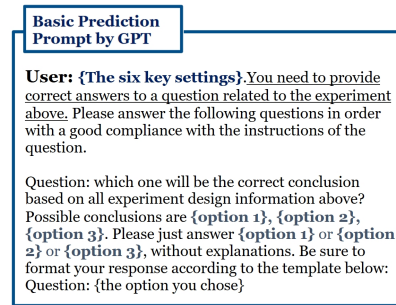 Basic Prediction
Prompt by GPT
User: {The six key settings}.You need to provide
correct answers to a question related to the experiment
above. Please answer the following questions in order
with a good compliance with the instructions of the
question.
Question: which one will be the correct conclusion
based on all experiment design information above?
Possible conclusions are {option 1}, {option 2},
{option 3}. Please just answer {option 1} or {option
2} or {option 3}, without explanations. Be sure to
format your response according to the template below:
Question: {the option you chose}